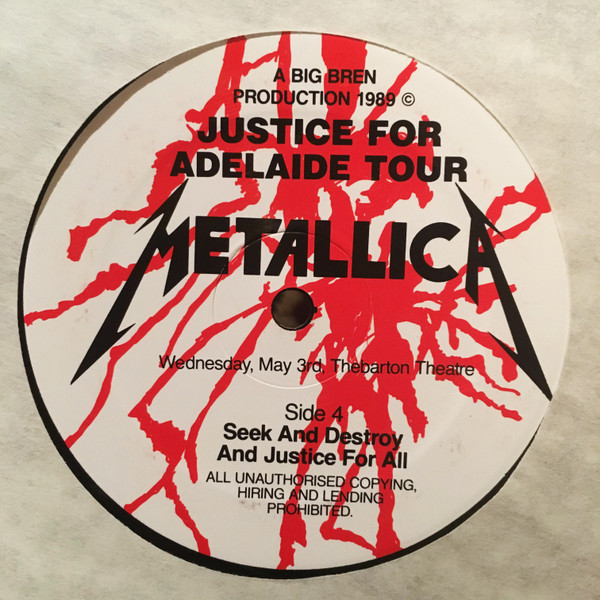 A BIG BREN
PRODUCTION 1989 ©
JUSTICE FOR
ADELAIDE TOUR
METALLICA
Wednesday, May 3rd, Thebarton Theatre
Side 4
Seek And Destroy
And Justice For All
ALL UNAUTHORISED COPYING,
HIRING AND LENDING
PROHIBITED.